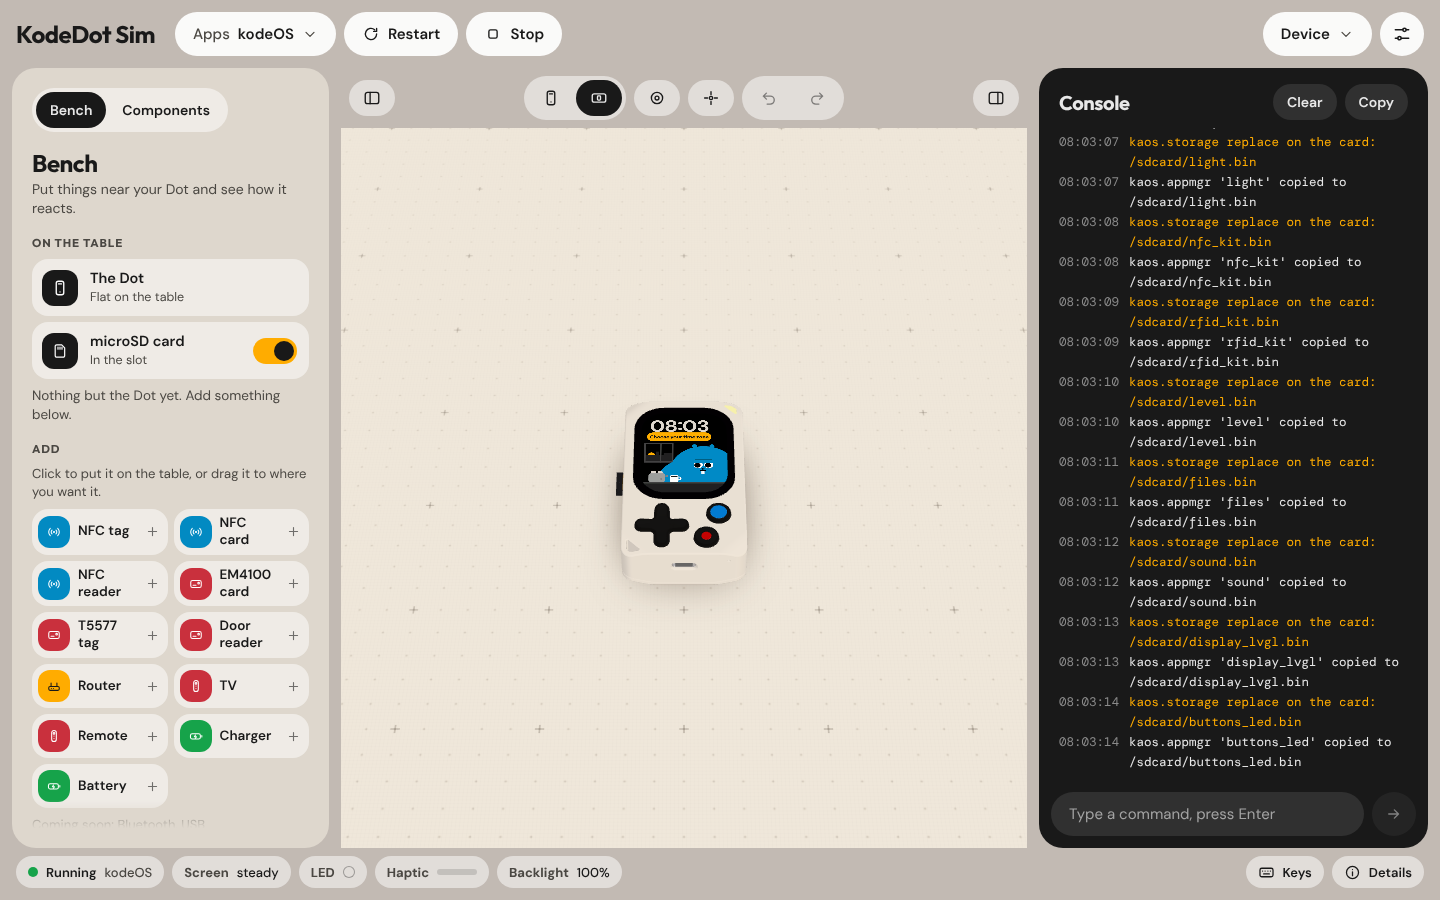 KodeDot Sim
Apps kodeOS
Restart
Stop
Device
Bench
Components
Bench
Put things near your Dot and see how it
reacts.
ON THE TABLE
The Dot
Flat on the table
microSD card
In the slot
Nothing but the Dot yet. Add something
below.
ADD
Click to put it on the table, or drag it to where
you want it.
NFC tag
NFC
card
NFC
reader
EM4100
card
T5577
tag
Door
reader
Router
TV
Remote
Charger
Battery
Coming soon: Bluetooth, USB
08:03
Choose your time zone
Console
Clear
Copy
08:03:07 kaos.storage replace on the card:
/sdcard/light.bin
08:03:07 kaos.appmgr 'light' copied to
/sdcard/light.bin
08:03:08 kaos.storage replace on the card:
/sdcard/nfc_kit.bin
08:03:08 kaos.appmgr 'nfc_kit' copied to
/sdcard/nfc_kit.bin
08:03:09 kaos.storage replace on the card:
/sdcard/rfid_kit.bin
08:03:09 kaos.appmgr 'rfid_kit' copied to
/sdcard/rfid_kit.bin
08:03:10 kaos.storage replace on the card:
/sdcard/level.bin
08:03:10 kaos.appmgr 'level' copied to
/sdcard/level.bin
08:03:11 kaos.storage replace on the card:
/sdcard/files.bin
08:03:11 kaos.appmgr 'files' copied to
/sdcard/files.bin
08:03:12 kaos.storage replace on the card:
/sdcard/sound.bin
08:03:12 kaos.appmgr 'sound' copied to
/sdcard/sound.bin
08:03:13 kaos.storage replace on the card:
/sdcard/display_lvgl.bin
08:03:13 kaos.appmgr 'display_lvgl' copied to
/sdcard/display_lvgl.bin
08:03:14 kaos.storage replace on the card:
/sdcard/buttons_led.bin
08:03:14 kaos.appmgr 'buttons_led' copied to
/sdcard/buttons_led.bin
Type a command, press Enter
Running kodeOS
Screen steady
LED
Haptic
Backlight 100%
Keys
Details